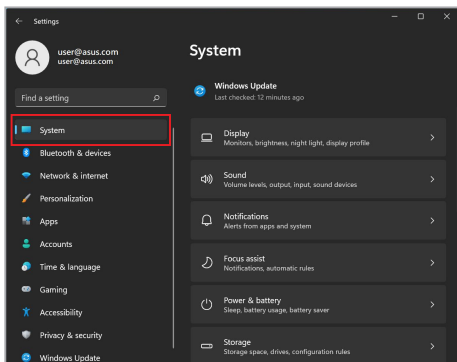 Settings
user@asus.com
user@asus.com
Find a setting
System
Bluetooth & devices
Network & internet
Personalization
Apps
Accounts
Time & language
Gaming
Accessibility
Privacy & security
Windows Update
System
Windows Update
Last checked: 12 minutes ago
Display
Monitors, brightness, night light, display profile
Sound
Volume levels, output, input, sound devices
Notifications
Alerts from apps and system
Focus assist
Notifications, automatic rules
Power & battery
Sleep, battery usage, battery saver
Storage
Storage space, drives, configuration rules